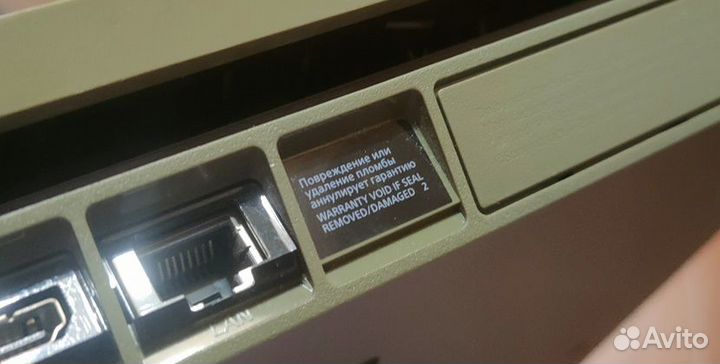 Повреждение или
удаление пломбы
аннулирует гарантию
WARRANTY VOID IF SEAL
REMOVED/DAMAGED 2
LAN
Avito